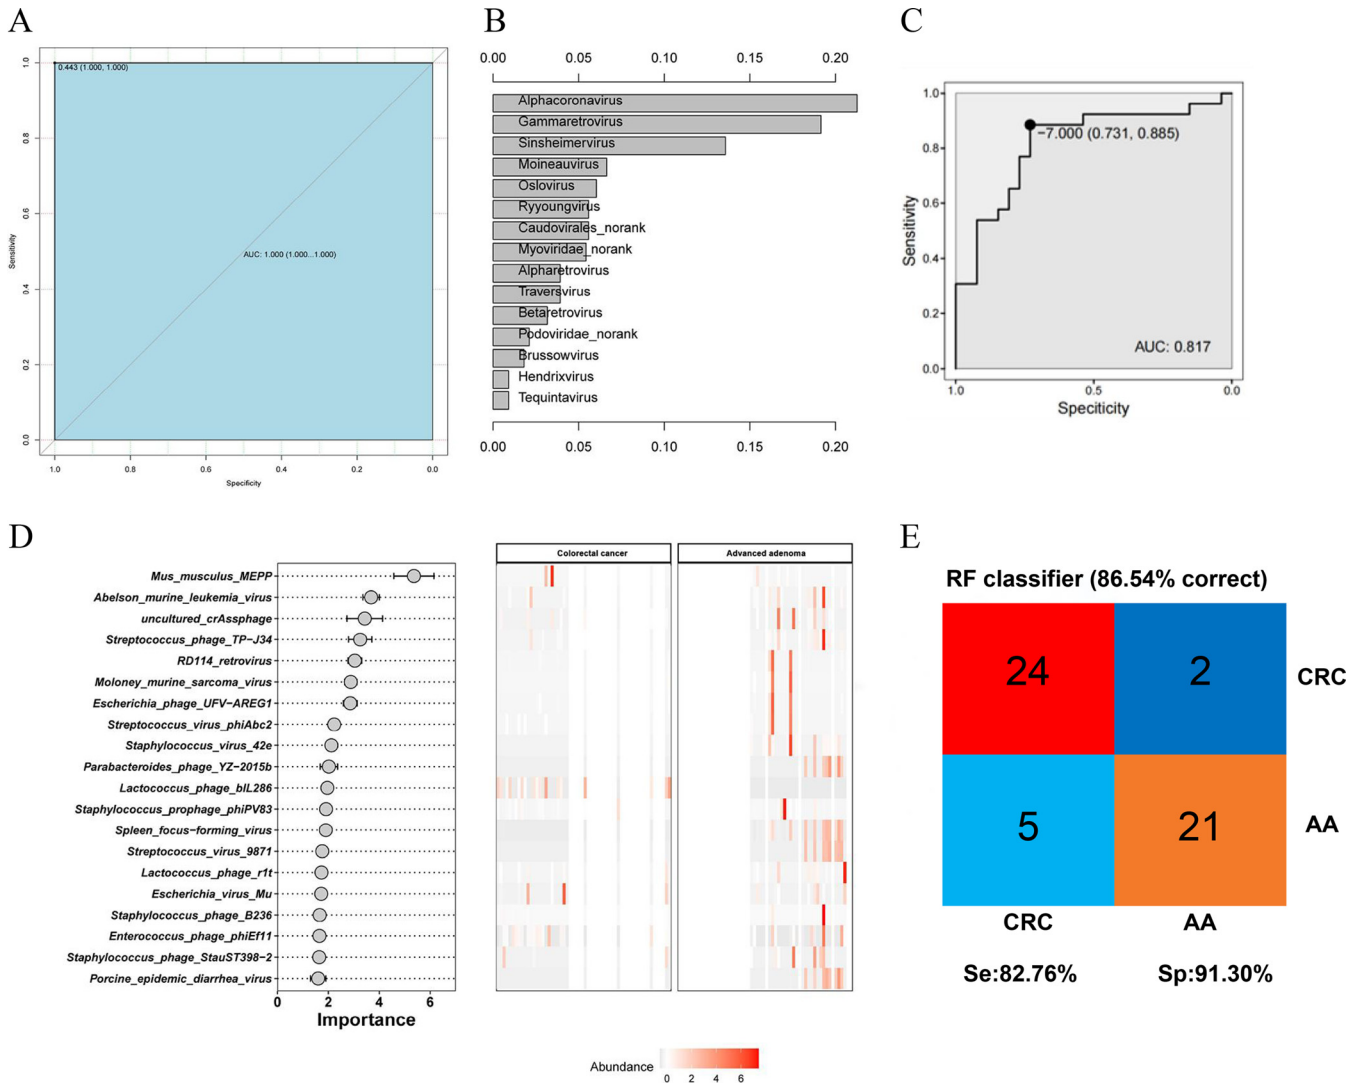 A
0.443 (1.000, 1.000)
AUC: 1.000 (1.000...1.000)
Sensitivity
0.0
0.2
0.4
0.6
0.8
1.0
1.0 0.8 0.6 0.4 0.2 0.0
Specificity
B
0.00 0.05 0.10 0.15 0.20
Alphacoronavirus
Gammaretrovirus
Sinsheimervirus
Moineauvirus
Oslovirus
Ryyoungvirus
Caudovirales_norank
Myoviridae_norank
Alpharetrovirus
Traversvirus
Betaretrovirus
Podoviridae_norank
Brussowvirus
Hendrixvirus
Tequintavirus
0.00 0.05 0.10 0.15 0.20
C
1.0
0.8
0.6
0.4
0.2
0.0
Sensitivity
−7.000 (0.731, 0.885)
AUC: 0.817
1.0 0.5 0.0
Speciticity
D
Mus_musculus_MEPP
Abelson_murine_leukemia_virus
uncultured_crAssphage
Streptococcus_phage_TP−J34
RD114_retrovirus
Moloney_murine_sarcoma_virus
Escherichia_phage_UFV−AREG1
Streptococcus_virus_phiAbc2
Staphylococcus_virus_42e
Parabacteroides_phage_YZ−2015b
Lactococcus_phage_bIL286
Staphylococcus_prophage_phiPV83
Spleen_focus−forming_virus
Streptococcus_virus_9871
Lactococcus_phage_r1t
Escherichia_virus_Mu
Staphylococcus_phage_B236
Enterococcus_phage_phiEf11
Staphylococcus_phage_StauST398−2
Porcine_epidemic_diarrhea_virus
0 2 4 6
Importance
Colorectal cancer Advanced adenoma
Abundance
0 2 4 6
E
RF classifier (86.54% correct)
24 2 CRC
5 21 AA
CRC AA
Se:82.76% Sp:91.30%